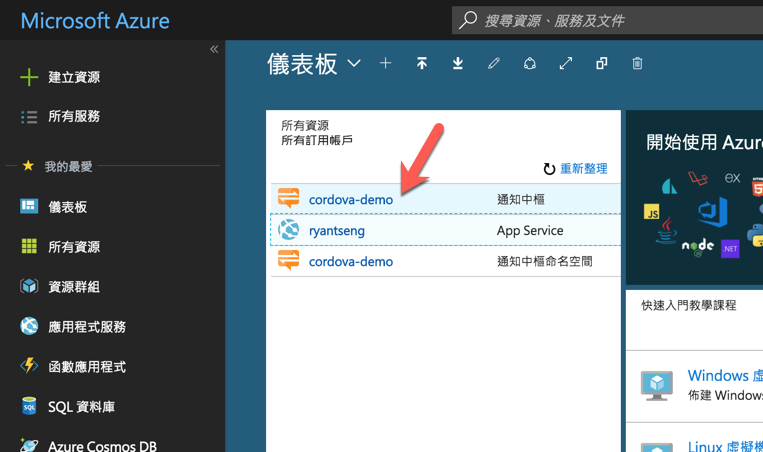 Microsoft Azure
搜尋資源、服務及文件
«
建立資源
所有服務
我的最愛
儀表板
所有資源
資源群組
應用程式服務
函數應用程式
SQL 資料庫
Azure Cosmos DB
儀表板
所有資源
所有訂用帳戶
重新整理
cordova-demo 通知中樞
ryantseng App Service
cordova-demo 通知中樞命名空間
開始使用 Azure
EX
JS
node
.NET
快速入門教學課程
Windows 虛
佈建 Windows
Linux 虛擬機